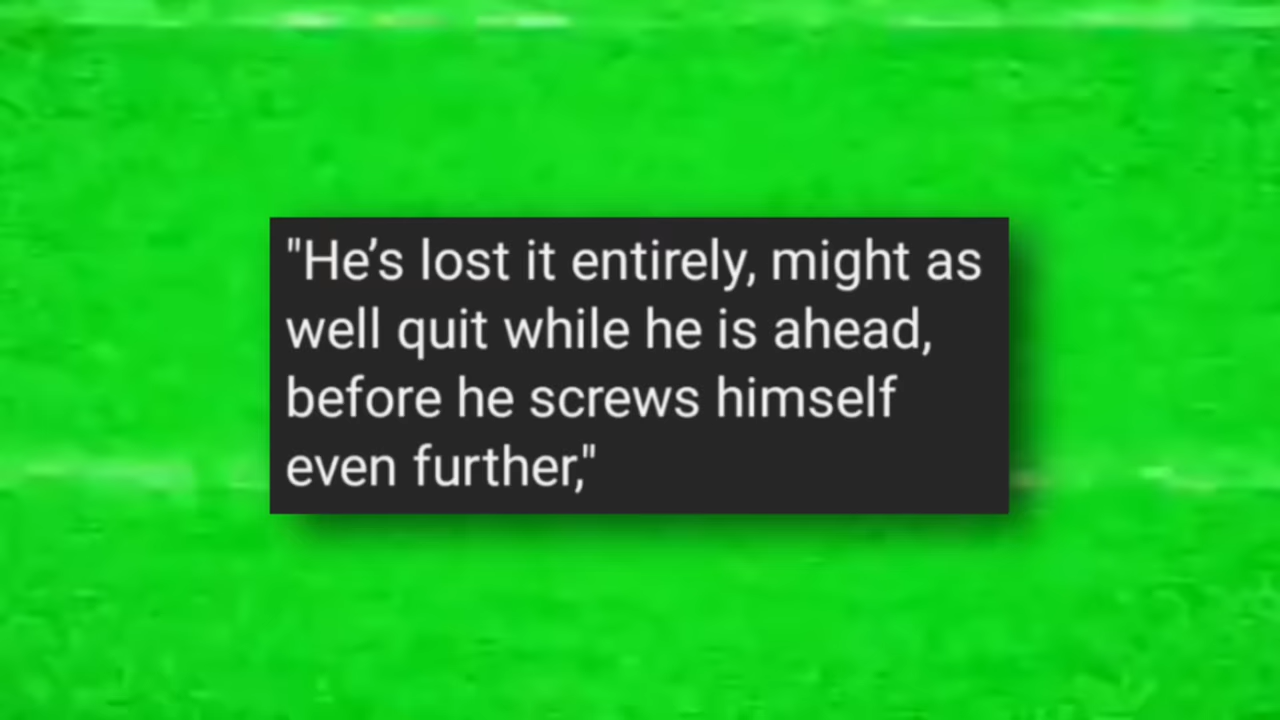 "He’s lost it entirely, might as
well quit while he is ahead,
before he screws himself
even further,"